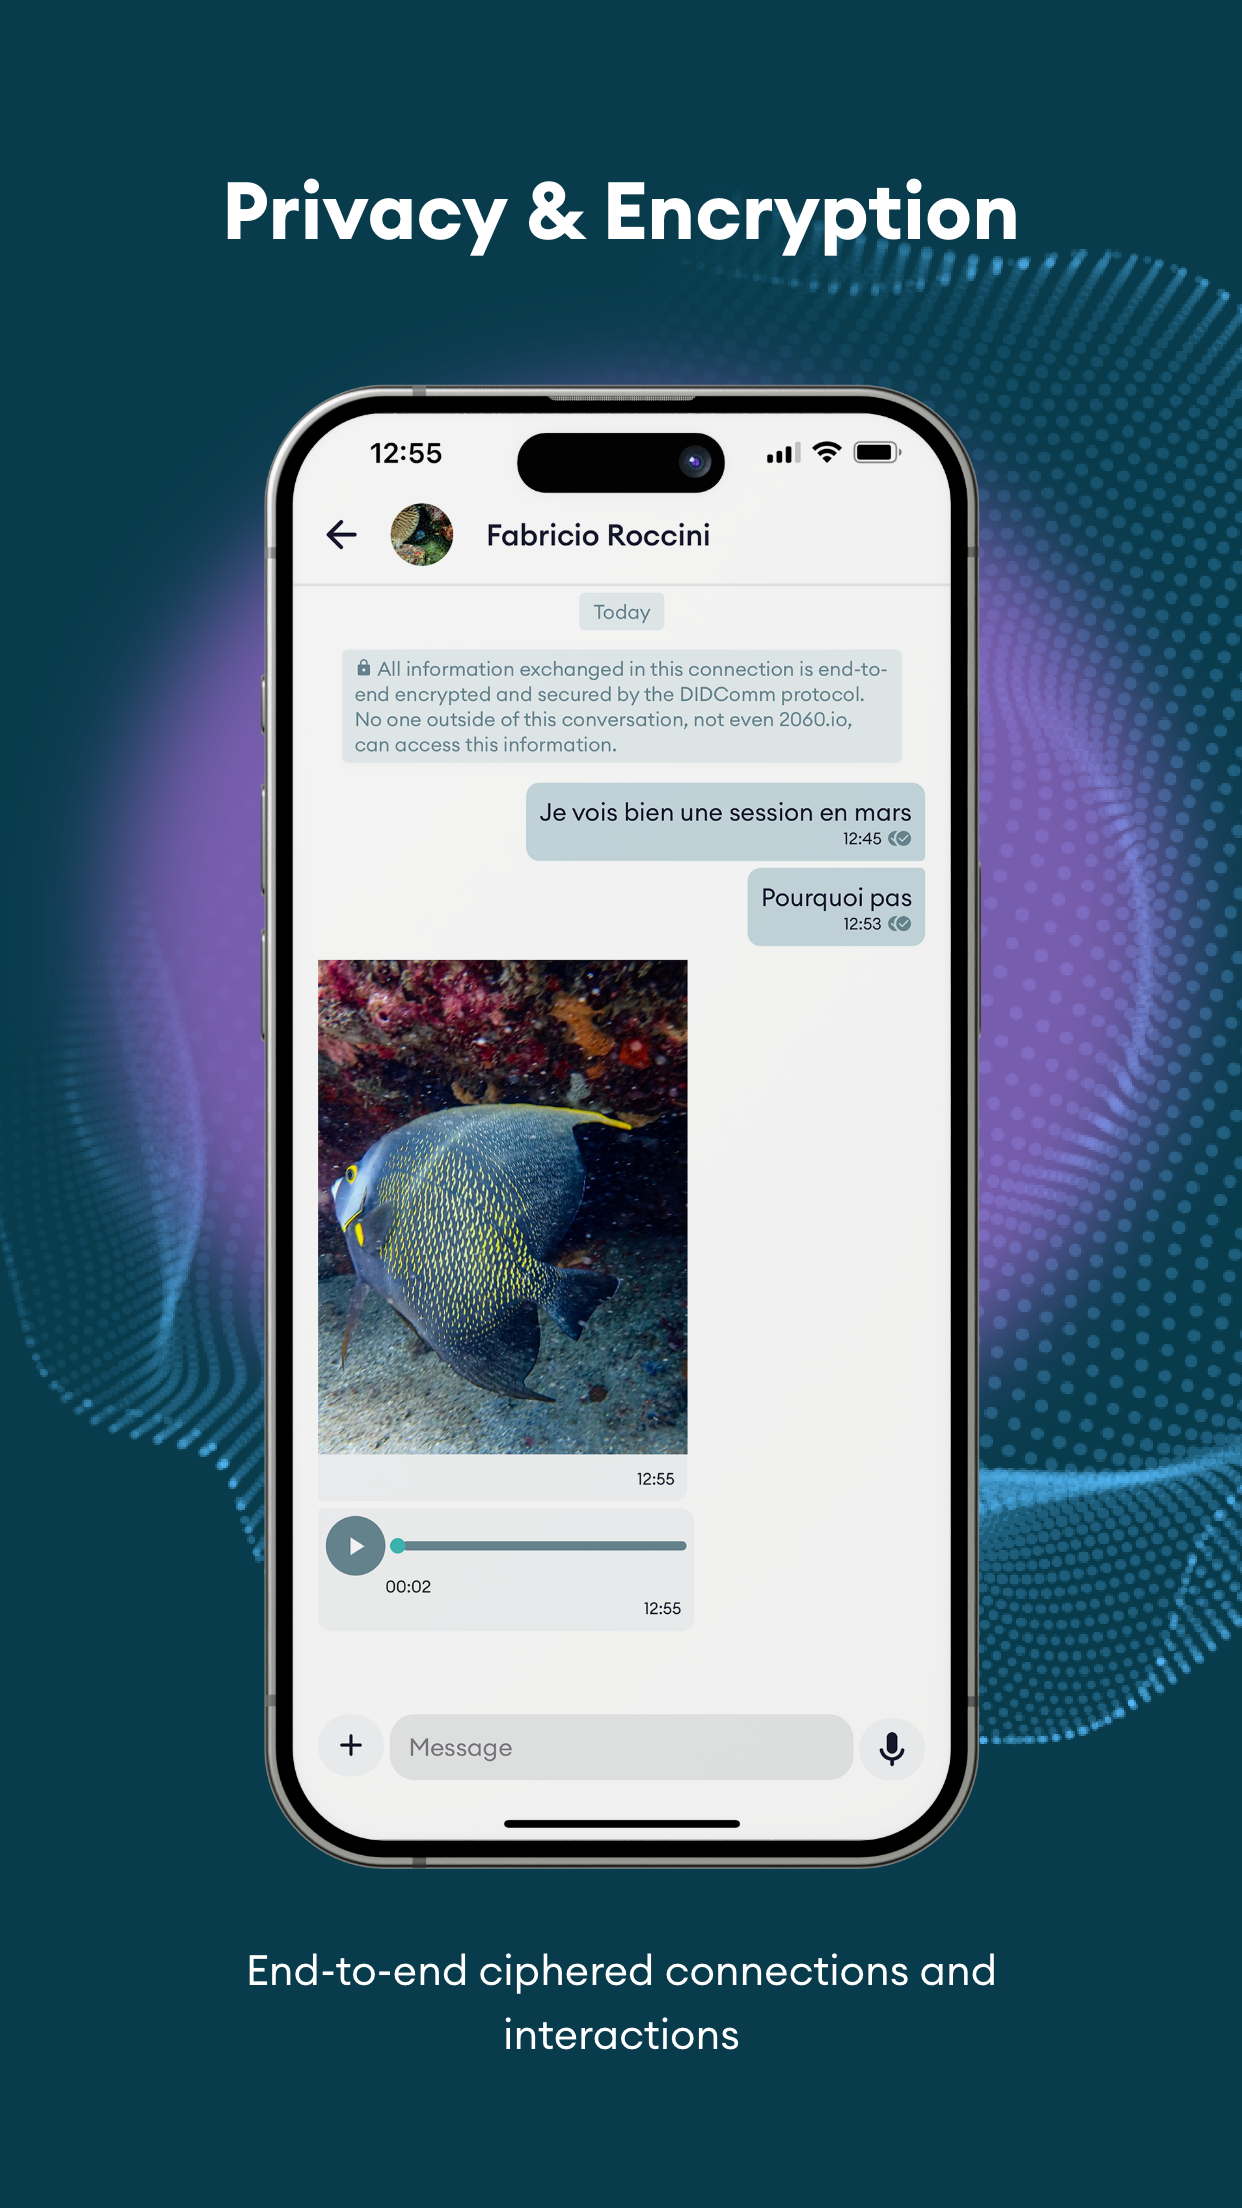 Privacy & Encryption
12:55
Fabricio Roccini
Today
All information exchanged in this connection is end-to-
end encrypted and secured by the DIDComm protocol.
No one outside of this conversation, not even 2060.io,
can access this information.
Je vois bien une session en mars
12:45
Pourquoi pas
12:53
12:55
00:02
12:55
Message
End-to-end ciphered connections and
interactions